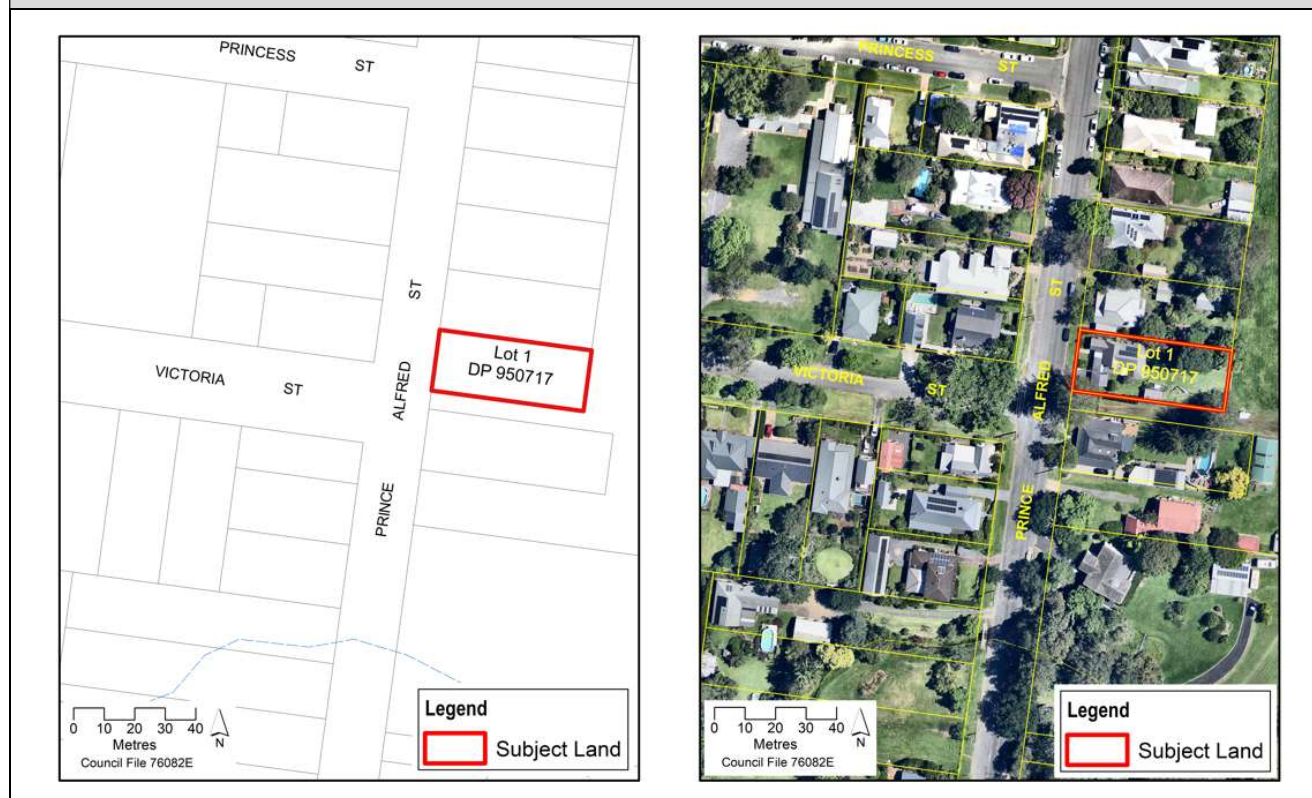 PRINCESS ST
Lot 1
DP 950717
VICTORIA ST
PRINCE ALFRED ST
0 10 20 30 40
Metres
N
Council File 76082E
Legend
Subject Land
PRINCESS ST
Lot 1
DP 950717
VICTORIA ST
PRINCE ALFRED ST
0 10 20 30 40
Metres
N
Council File 76082E
Legend
Subject Land